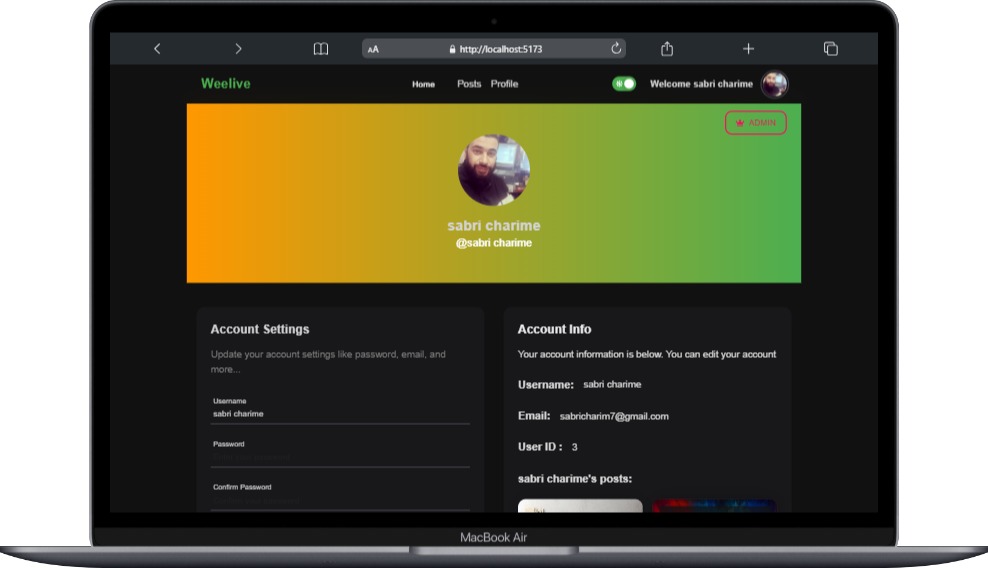 AA http://localhost:5173
Weelive Home Posts Profile Welcome sabri charime
ADMIN
sabri charime
@sabri charime
Account Settings
Update your account settings like password, email, and
more...
Username
sabri charime
Password
Confirm Password
Account Info
Your account information is below. You can edit your account
Username: sabri charime
Email: sabricharim7@gmail.com
User ID : 3
sabri charime's posts:
MacBook Air